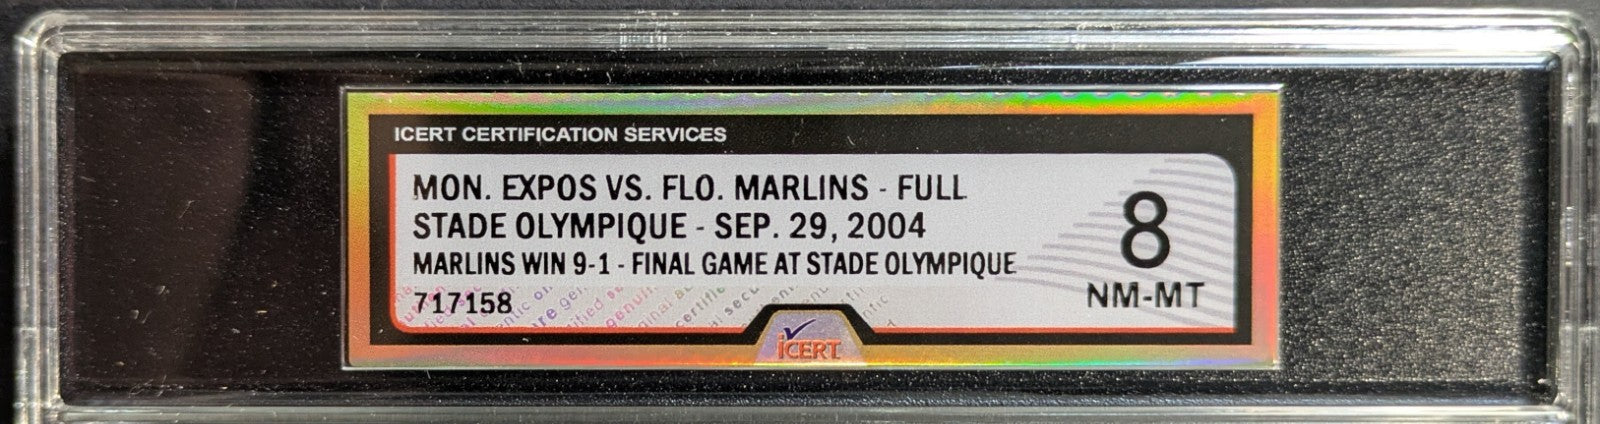 ICERT CERTIFICATION SERVICES
MON. EXPOS VS. FLO. MARLINS - FULL
STADE OLYMPIQUE - SEP. 29, 2004
MARLINS WIN 9-1 - FINAL GAME AT STADE OLYMPIQUE
717158
8
NM-MT
iCERT